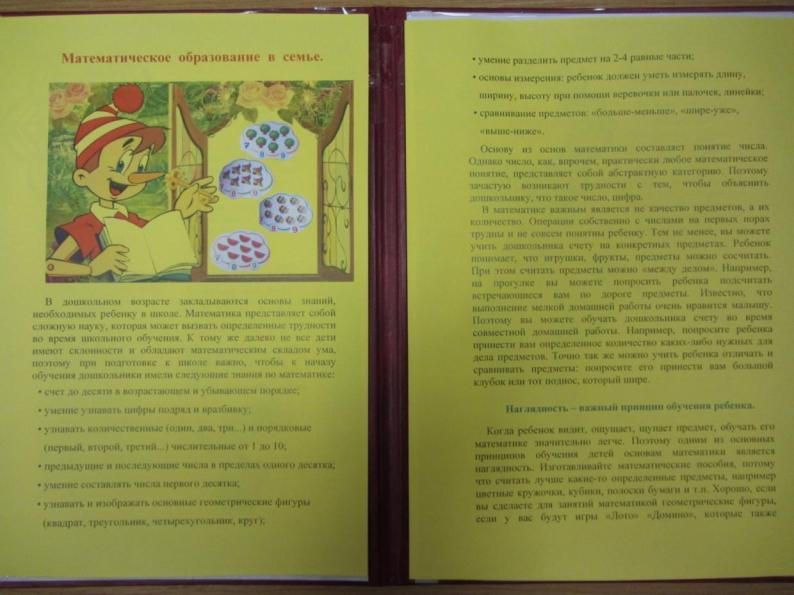 Математическое образование в семье.
7 8 9
7 8 9
7 8 9
7 8 9
В дошкольном возрасте закладываются основы знаний,
необходимых ребенку в школе. Математика представляет собой
сложную науку, которая может вызвать определенные трудности
во время школьного обучения. К тому же далеко не все дети
имеют склонности и обладают математическим складом ума,
поэтому при подготовке к школе важно, чтобы к началу
обучения дошкольники имели следующие знания по математике:
• счет до десяти в возрастающем и убывающем порядке;
• умение узнавать цифры подряд и вразбивку;
• узнавать количественные (один, два, три...) и порядковые
(первый, второй, третий...) числительные от 1 до 10;
• предыдущие и последующие числа в пределах одного десятка;
• умение составлять числа первого десятка;
• узнавать и изображать основные геометрические фигуры
(квадрат, треугольник, четырехугольник, круг);
• умение разделить предмет на 2-4 равные части;
• основы измерения: ребенок должен уметь измерять длину,
ширину, высоту при помощи веревочки или палочек, линейки;
• сравнивание предметов: «больше-меньше», «шире-уже»,
«выше-ниже».
Основу из основ математики составляет понятие числа.
Однако число, как, впрочем, практически любое математическое
понятие, представляет собой абстрактную категорию. Поэтому
зачастую возникают трудности с тем, чтобы объяснить
дошкольнику, что такое число, цифра.
В математике важным является не качество предметов, а их
количество. Операции собственно с числами на первых порах
трудны и не совсем понятны ребенку. Тем не менее, вы можете
учить дошкольника счету на конкретных предметах. Ребенок
понимает, что игрушки, фрукты, предметы можно сосчитать.
При этом считать предметы можно «между делом». Например,
на прогулке вы можете попросить ребенка подсчитать
встречающиеся вам по дороге предметы. Известно, что
выполнение мелкой домашней работы очень нравится малышу.
Поэтому вы можете обучать дошкольника счету во время
совместной домашней работы. Например, попросите ребенка
принести вам определенное количество каких-либо нужных для
дела предметов. Точно так же можно учить ребенка отличать и
сравнивать предметы: попросите его принести вам большой
клубок или тот поднос, который шире.
Наглядность – важный принцип обучения ребенка.
Когда ребенок видит, ощущает, щупает предмет, обучать его
математике значительно легче. Поэтому одним из основных
принципов обучения детей основам математики является
наглядность. Изготавливайте математические пособия, потому
что считать лучше какие-то определенные предметы, например
цветные кружочки, кубики, полоски бумаги и т.п. Хорошо, если
вы сделаете для занятий математикой геометрические фигуры,
если у вас будут игры «Лото» «Домино», которые также